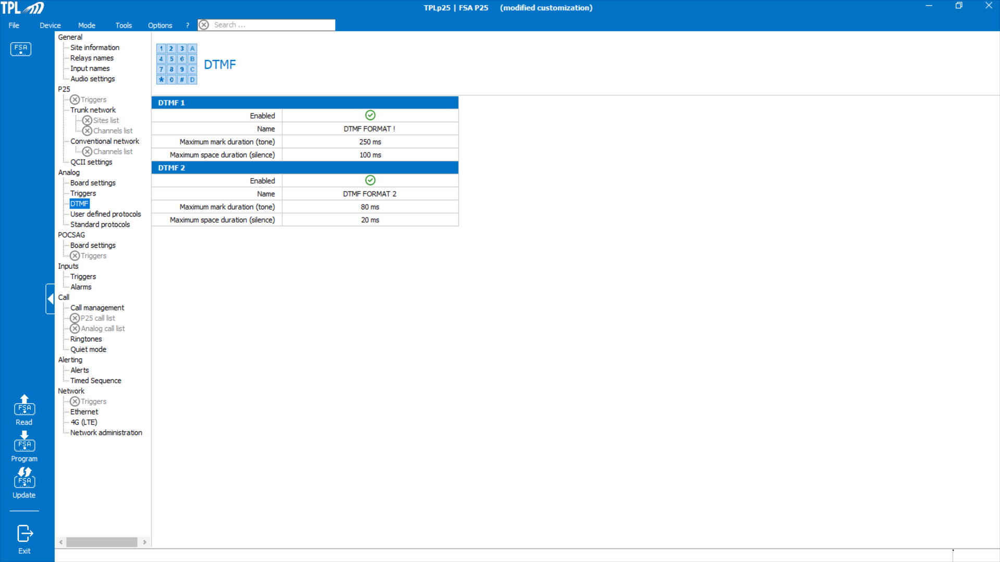 TPL
TPLp25 | FSA P25 (modified customization)
File Device Mode Tools Options ? Search ...
FSA
General
Site information
Relays names
Input names
Audio settings
P25
Triggers
Trunk network
Sites list
Channels list
Conventional network
Channels list
QCII settings
Analog
Board settings
Triggers
DTMF
User defined protocols
Standard protocols
POCSAG
Board settings
Triggers
Inputs
Triggers
Alarms
Call
Call management
P25 call list
Analog call list
Ringtones
Quiet mode
Alerting
Alerts
Timed Sequence
Network
Triggers
Ethernet
4G (LTE)
Network administration
FSA
Read
FSA
Program
FSA
Update
Exit
1 2 3 A
4 5 6 B
7 8 9 C
* 0 # D
DTMF
DTMF 1
Enabled
Name DTMF FORMAT !
Maximum mark duration (tone) 250 ms
Maximum space duration (silence) 100 ms
DTMF 2
Enabled
Name DTMF FORMAT 2
Maximum mark duration (tone) 80 ms
Maximum space duration (silence) 20 ms